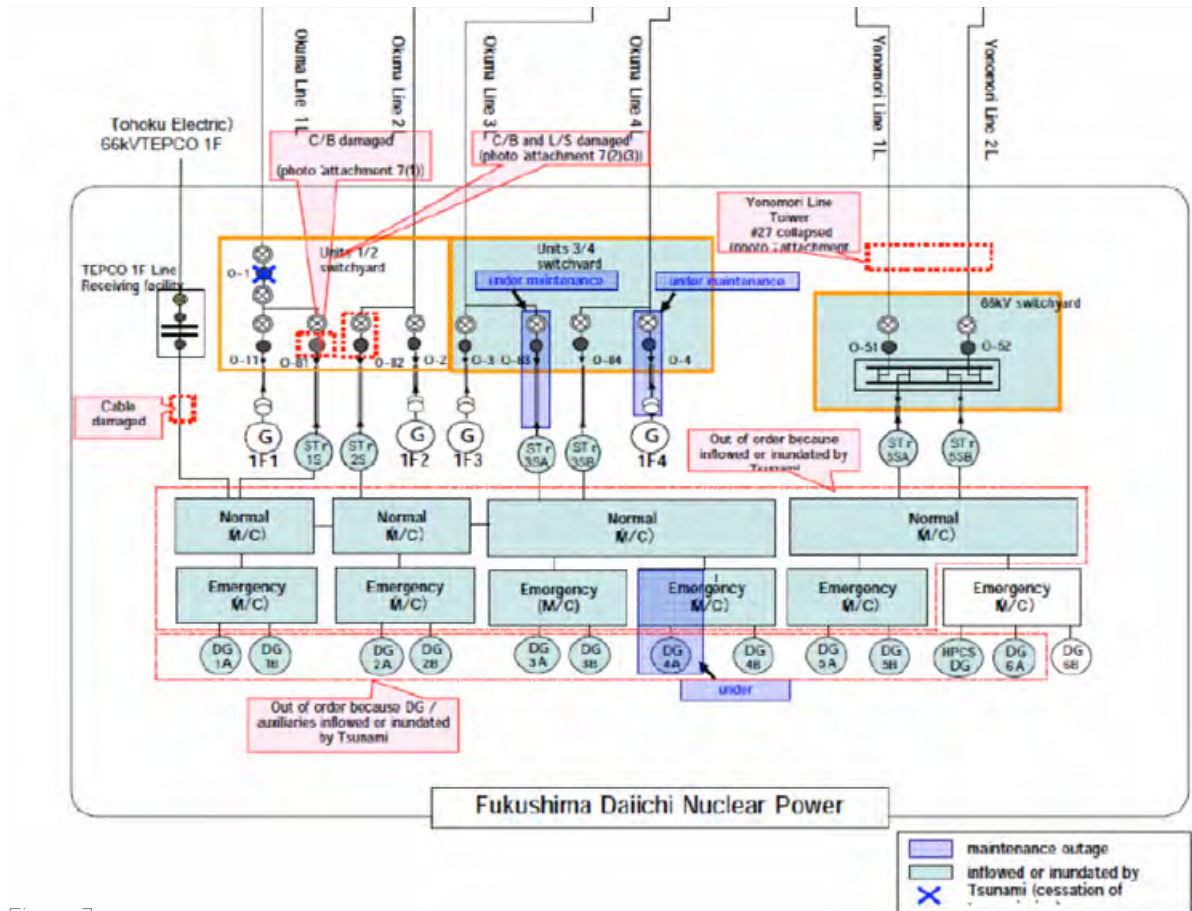 Okuma Line 1L
Okuma Line 2L
Okuma Line 3L
Okuma Line 4L
Yonomori Line 1L
Yonomori Line 2L
Tohoku Electric)
66kVTEPCO 1F
C/B damaged
(photo attachment 7(1))
C/B and L/S damaged
(photo attachment 7(2)(3))
Yonomori Line
Tuiwer
#27 collapsed
(photo attachment
TEPCO 1F Line
Receiving facility
Units 1/2
switchyard
Units 3/4
switchyard
under maintenance
under maintenance
66kV switchyard
O-1
O-11
O-81
O-82
O-2
O-3
O-83
O-84
O-4
O-51
O-52
Cable
damaged
G
1F1
STr
1S
STr
2S
G
1F2
G
1F3
STr
3SA
STr
3SB
G
1F4
STr
5SA
STr
5SB
Out of order because
inflowed or inundated by
Tsunami
Normal
M/C)
Normal
M/C)
Normal
M/C)
Normal
M/C)
Emergency
M/C)
Emergency
M/C)
Emergency
(M/C)
Emergency
M/C)
Emergency
M/C)
Emergency
M/C)
DG
1A
DG
1B
DG
2A
DG
2B
DG
3A
DG
3B
DG
4A
DG
4B
DG
5A
DG
5B
HPCS
DG
DG
6A
DG
6B
under
Out of order because DG /
auxiliaries inflowed or inundated
by Tsunami
Fukushima Daiichi Nuclear Power
maintenance outage
inflowed or inundated by
Tsunami (cessation of